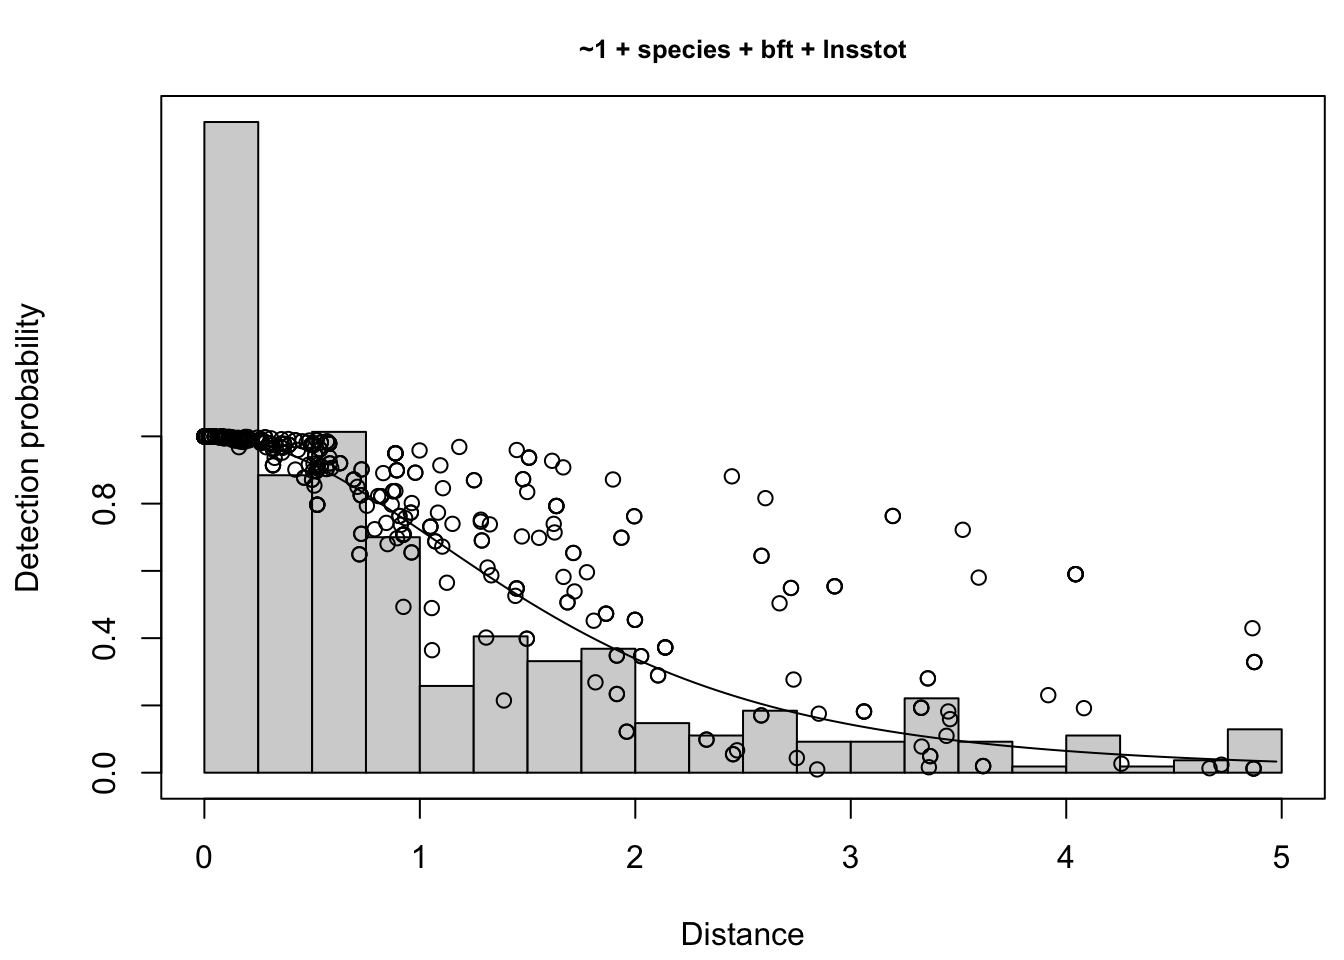 ~1 + species + bft + lnsstot
Detection probability
0.8
0.4
0.0
0 1 2 3 4 5
Distance